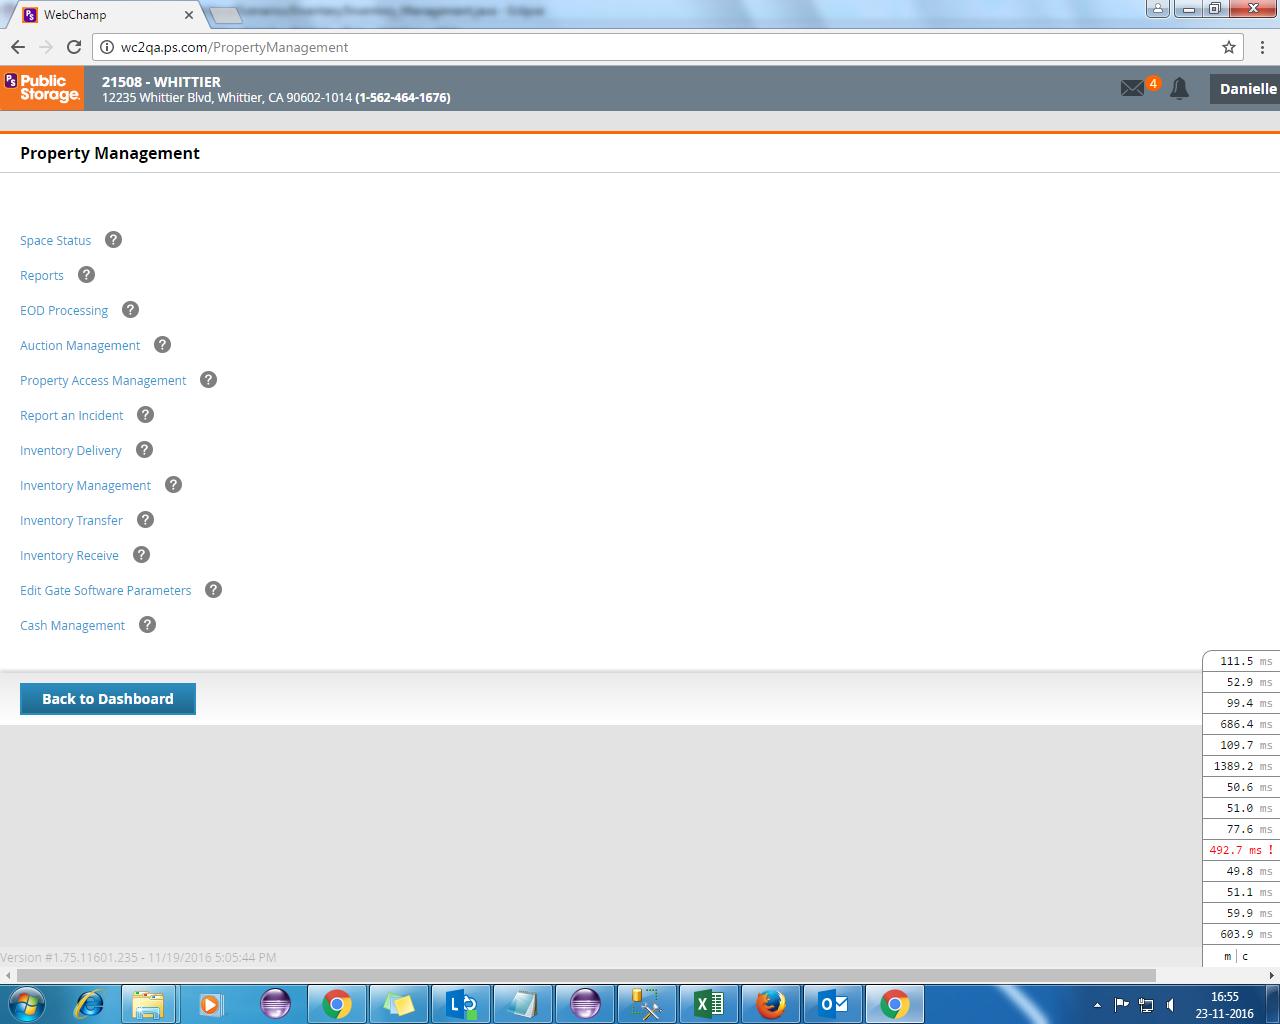 WebChamp
wc2qa.ps.com/PropertyManagement
PS Public Storage.
21508 - WHITTIER
12235 Whittier Blvd, Whittier, CA 90602-1014 (1-562-464-1676)
4
Danielle
Property Management
Space Status ?
Reports ?
EOD Processing ?
Auction Management ?
Property Access Management ?
Report an Incident ?
Inventory Delivery ?
Inventory Management ?
Inventory Transfer ?
Inventory Receive ?
Edit Gate Software Parameters ?
Cash Management ?
Back to Dashboard
111.5 ms
52.9 ms
99.4 ms
686.4 ms
109.7 ms
1389.2 ms
50.6 ms
51.0 ms
77.6 ms
492.7 ms !
49.8 ms
51.1 ms
59.9 ms
603.9 ms
m | c
Version #1.75.11601.235 - 11/19/2016 5:05:44 PM
16:55
23-11-2016